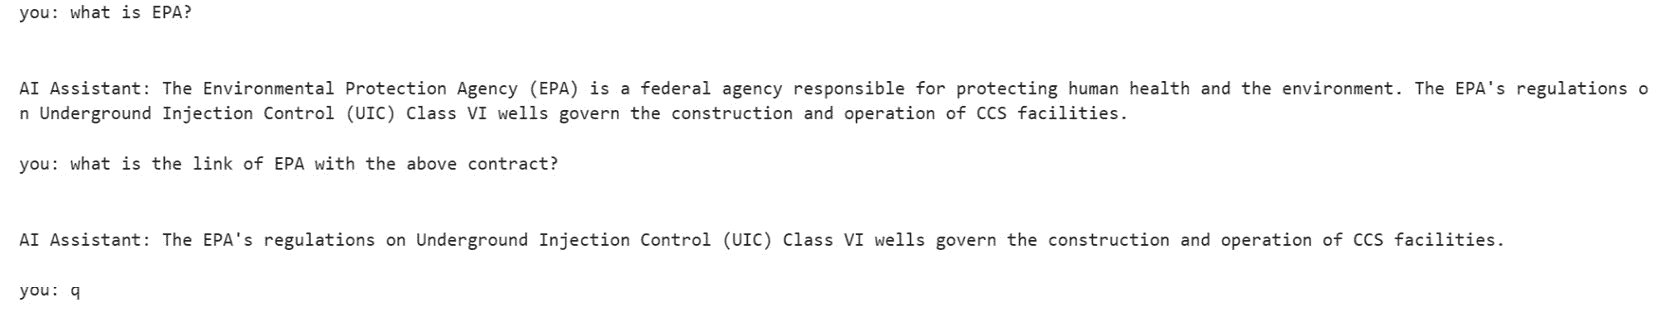 you: what is EPA?
AI Assistant: The Environmental Protection Agency (EPA) is a federal agency responsible for protecting human health and the environment. The EPA's regulations o
n Underground Injection Control (UIC) Class VI wells govern the construction and operation of CCS facilities.
you: what is the link of EPA with the above contract?
AI Assistant: The EPA's regulations on Underground Injection Control (UIC) Class VI wells govern the construction and operation of CCS facilities.
you: q